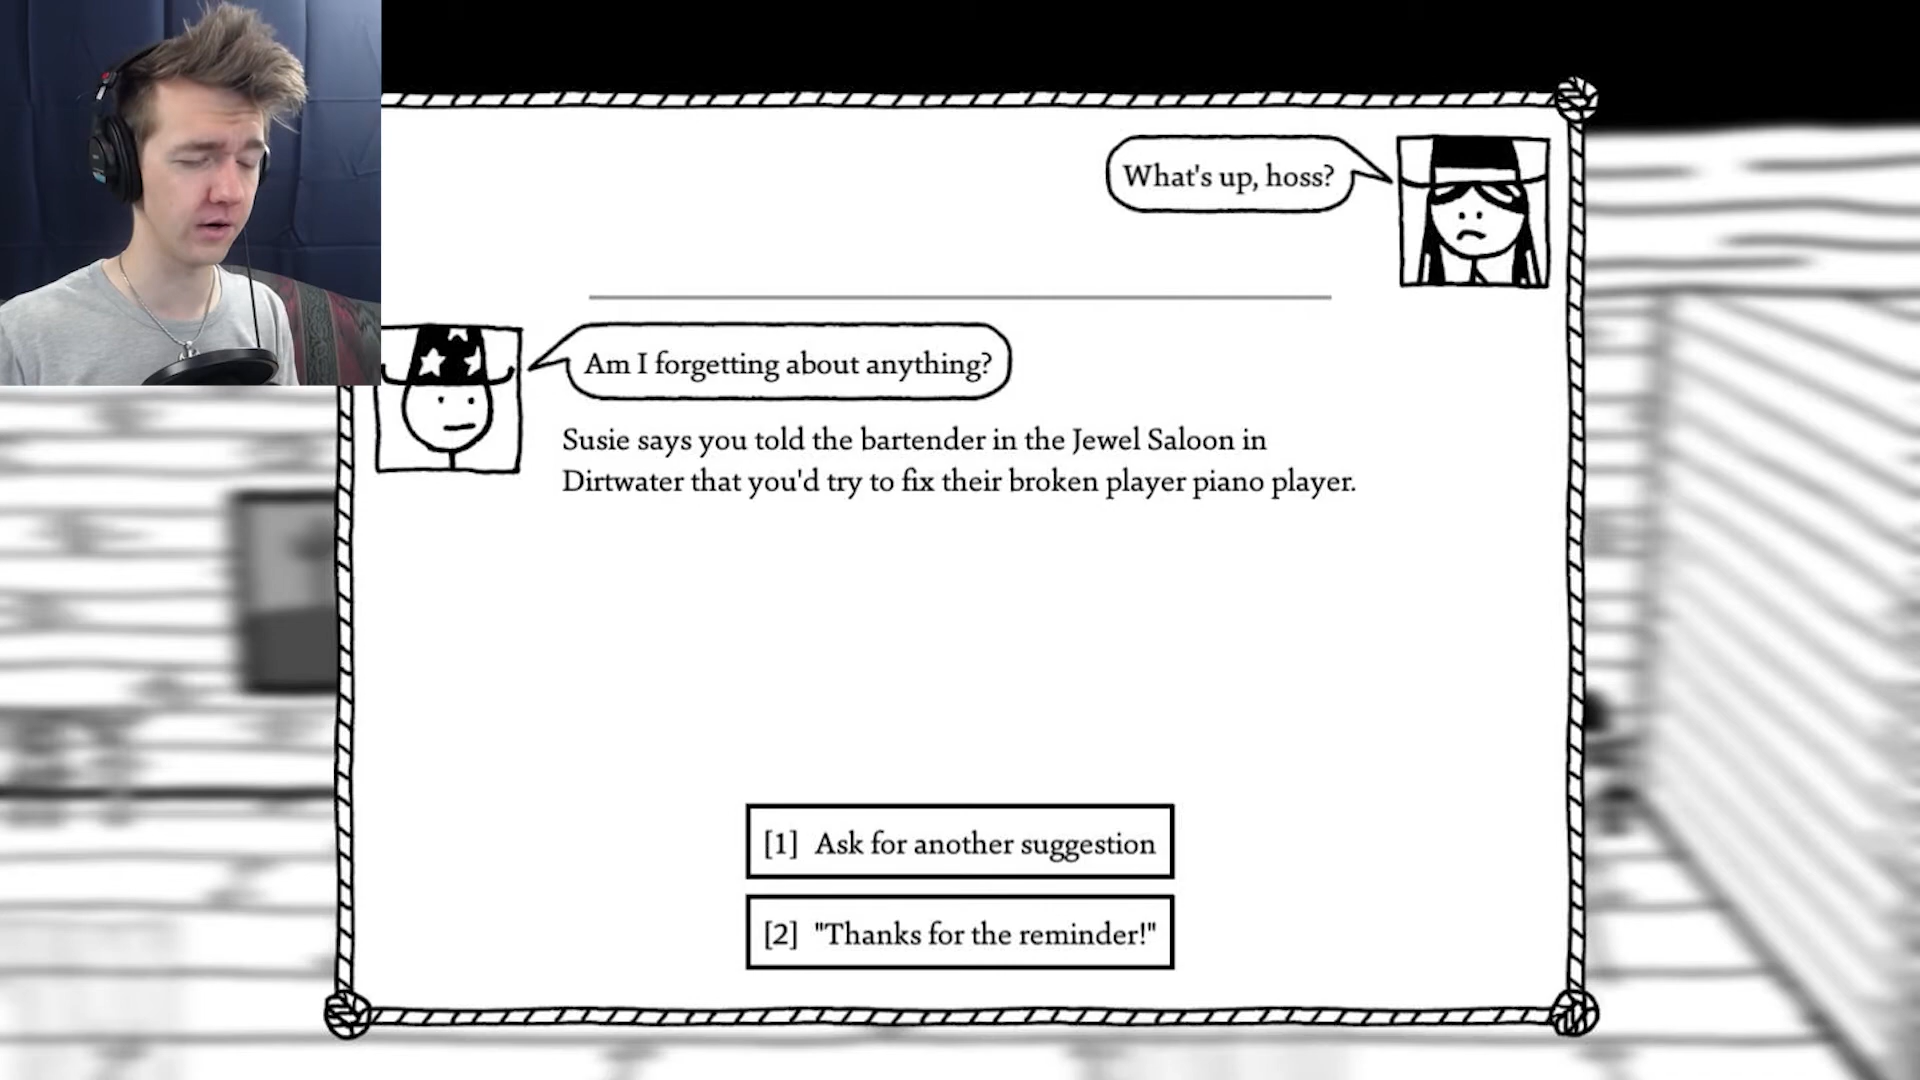 What's up, hoss?
Am I forgetting about anything?
Susie says you told the bartender in the Jewel Saloon in
Dirtwater that you'd try to fix their broken player piano player.
[1] Ask for another suggestion
[2] "Thanks for the reminder!"